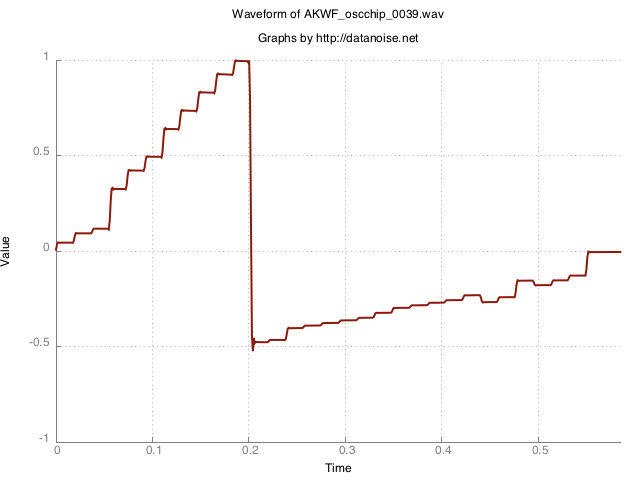 Waveform of AKWF_oscchip_0039.wav
Graphs by http://datanoise.net
1
0.5
0
-0.5
-1
Value
0 0.1 0.2 0.3 0.4 0.5
Time